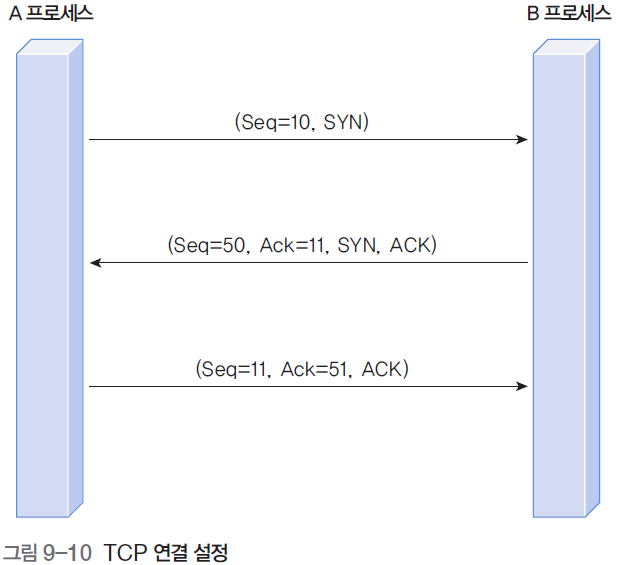 A 프로세스
B 프로세스
(Seq=10, SYN)
(Seq=50, Ack=11, SYN, ACK)
(Seq=11, Ack=51, ACK)
그림 9-10 TCP 연결 설정